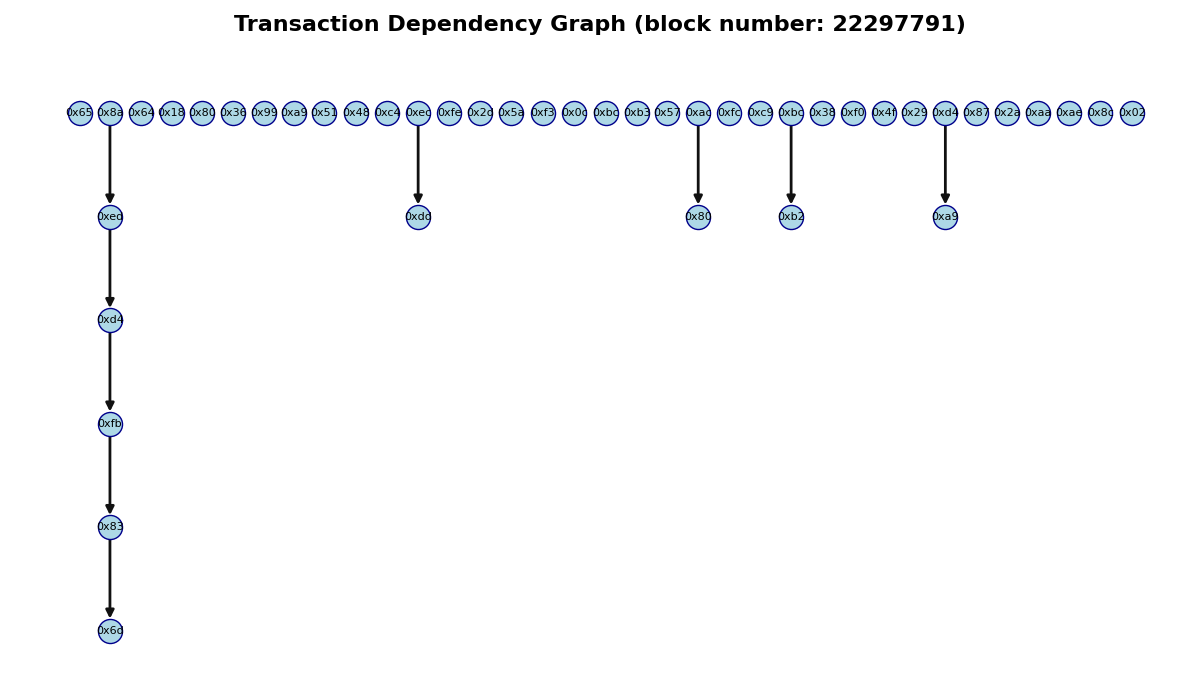 Transaction Dependency Graph (block number: 22297791)
0x65 0x8a 0x64 0x18 0x80 0x36 0x99 0xa9 0x51 0x48 0xc4 0xec 0xfe 0x2d 0x5a 0xf3 0x0c 0xbc 0xb3 0x57 0xac 0xfc 0xc9 0xbc 0x38 0xf0 0x4f 0x29 0xd4 0x87 0x2a 0xaa 0xae 0x8c 0x02
0xdd 0x80 0xb2 0xa9
0xd4
0xfb
0x83